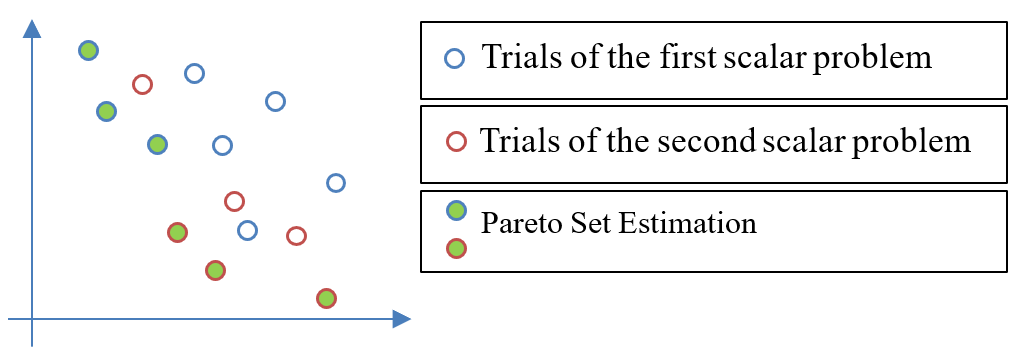 Trials of the first scalar problem
Trials of the second scalar problem
Pareto Set Estimation